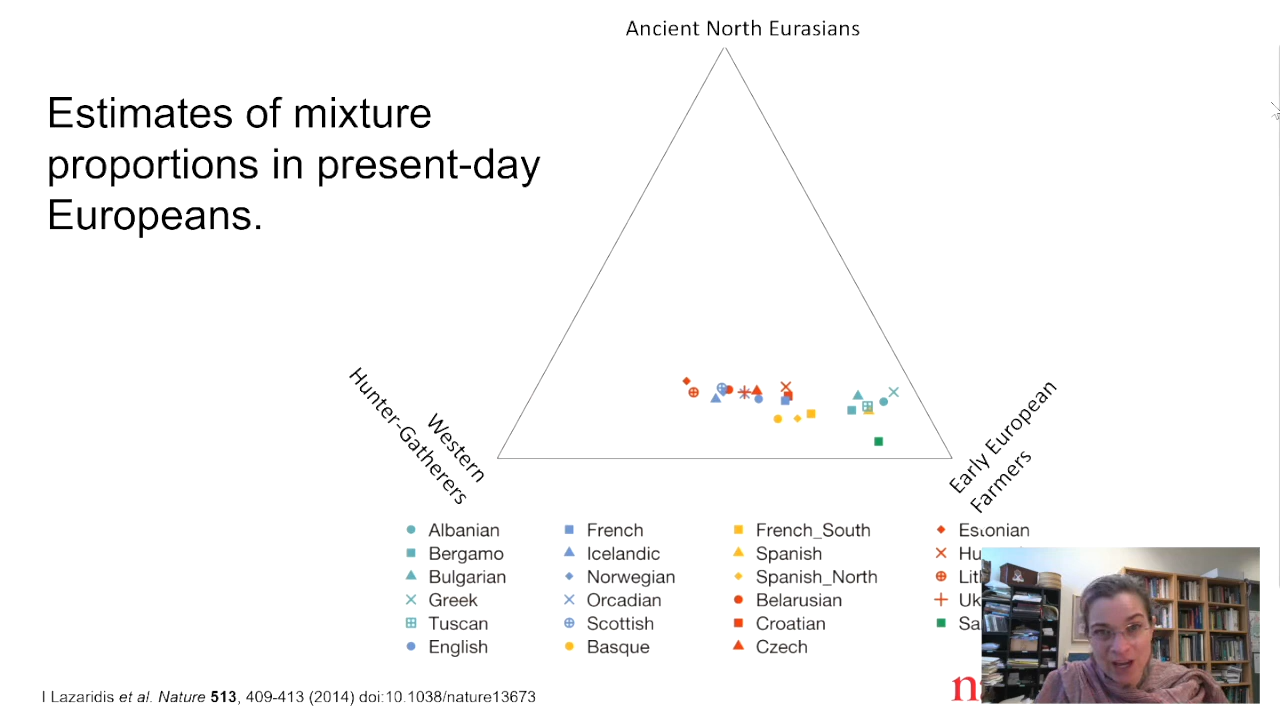 Ancient North Eurasians
Estimates of mixture
proportions in present-day
Europeans.
Western
Hunter-Gatherers
Early European
Farmers
Albanian
Bergamo
Bulgarian
Greek
Tuscan
English
French
Icelandic
Norwegian
Orcadian
Scottish
Basque
French_South
Spanish
Spanish_North
Belarusian
Croatian
Czech
Estonian
I Lazaridis et al. Nature 513, 409-413 (2014) doi:10.1038/nature13673